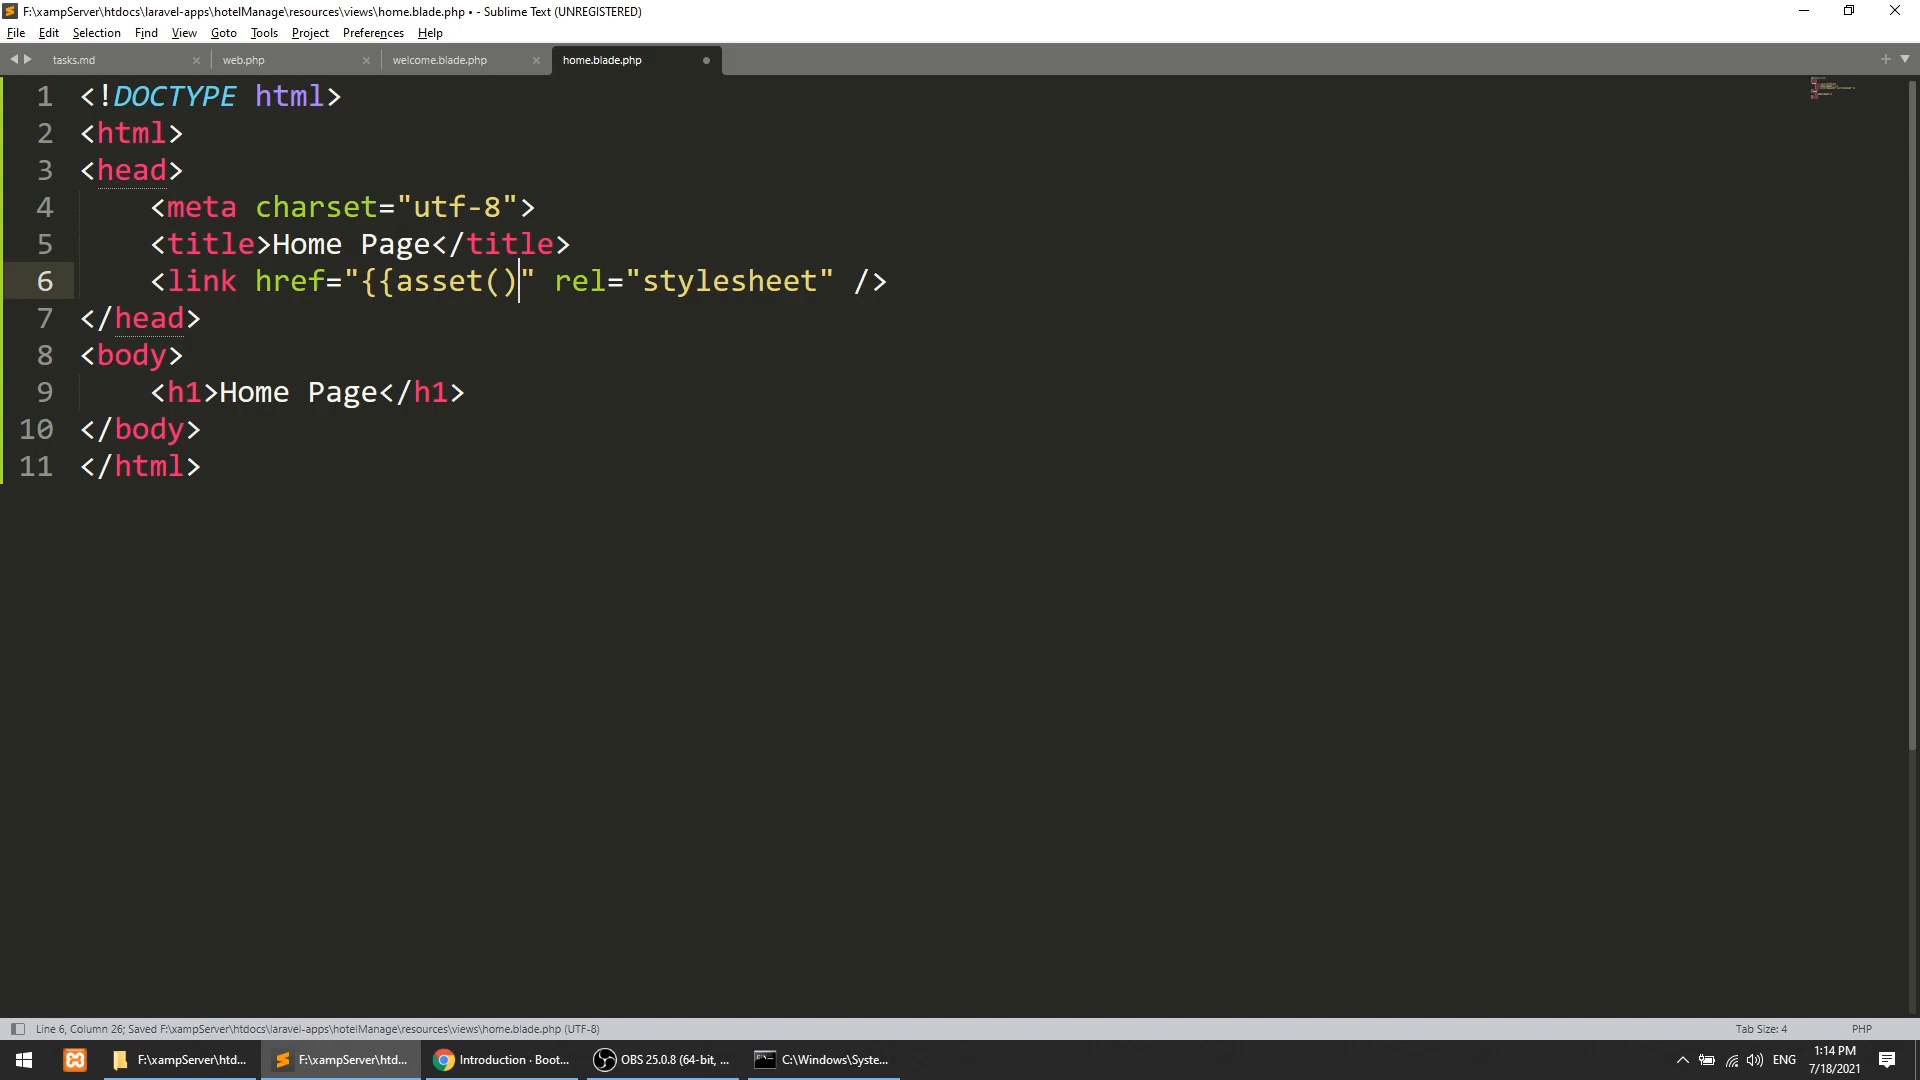 F:\xampServer\htdocs\laravel-apps\hotelManage\resources\views\home.blade.php • - Sublime Text (UNREGISTERED)
File Edit Selection Find View Goto Tools Project Preferences Help
tasks.md web.php welcome.blade.php home.blade.php
1 <!DOCTYPE html>
2 <html>
3 <head>
4 <meta charset="utf-8">
5 <title>Home Page</title>
6 <link href="{{asset()" rel="stylesheet" />
7 </head>
8 <body>
9 <h1>Home Page</h1>
10 </body>
11 </html>
Line 6, Column 26; Saved F:\xampServer\htdocs\laravel-apps\hotelManage\resources\views\home.blade.php (UTF-8) Tab Size: 4 PHP
F:\xampServer\htd... F:\xampServer\htd... Introduction · Boot... OBS 25.0.8 (64-bit, ... C:\Windows\Syste... ENG 1:14 PM
7/18/2021